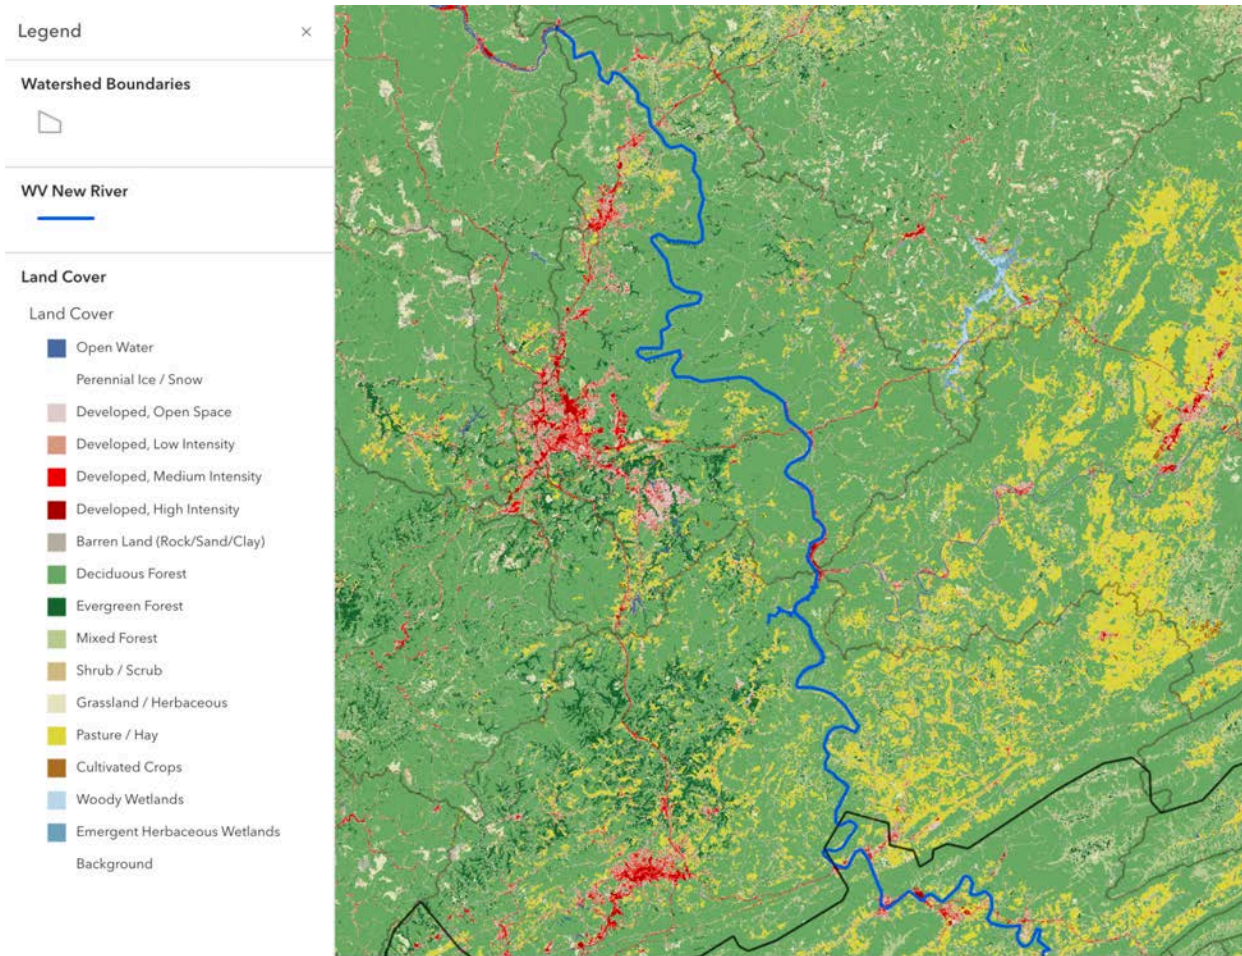 Legend ×
Watershed Boundaries
WV New River
Land Cover
Land Cover
Open Water
Perennial Ice / Snow
Developed, Open Space
Developed, Low Intensity
Developed, Medium Intensity
Developed, High Intensity
Barren Land (Rock/Sand/Clay)
Deciduous Forest
Evergreen Forest
Mixed Forest
Shrub / Scrub
Grassland / Herbaceous
Pasture / Hay
Cultivated Crops
Woody Wetlands
Emergent Herbaceous Wetlands
Background